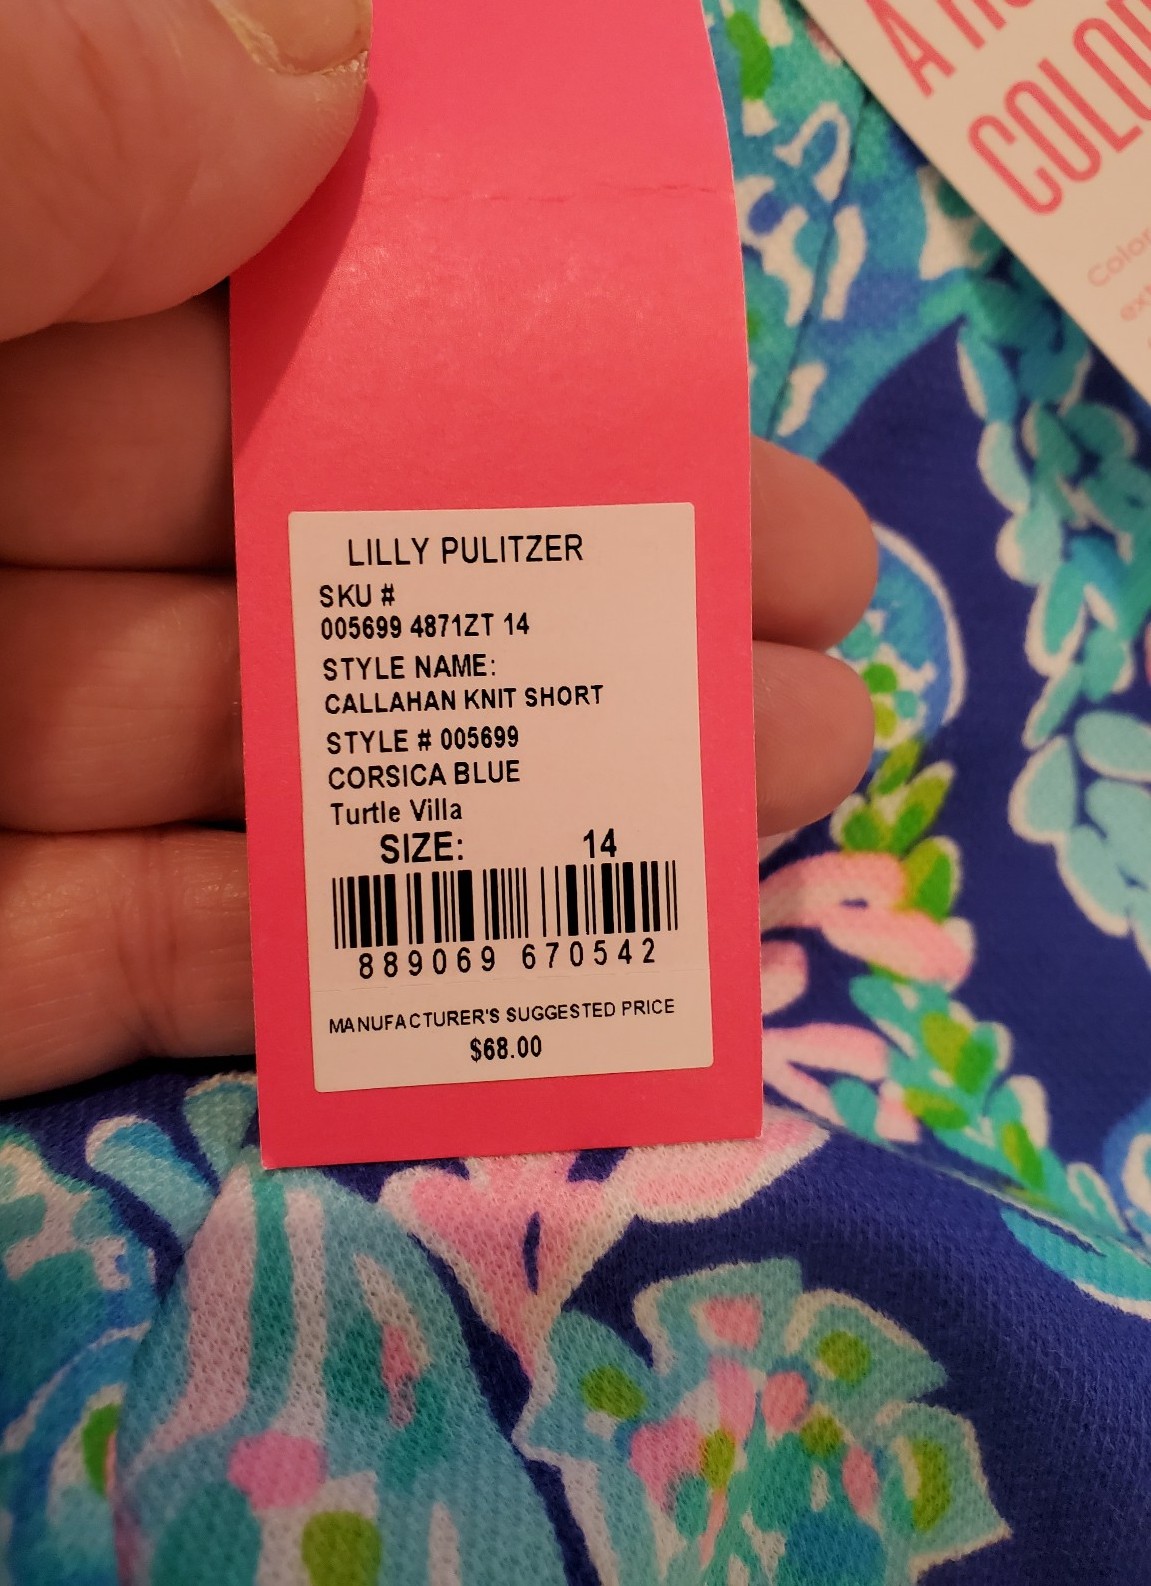 LILLY PULITZER
SKU #
005699 4871ZT 14
STYLE NAME:
CALLAHAN KNIT SHORT
STYLE # 005699
CORSICA BLUE
Turtle Villa
SIZE: 14
889069 670542
MANUFACTURER'S SUGGESTED PRICE
$68.00
A